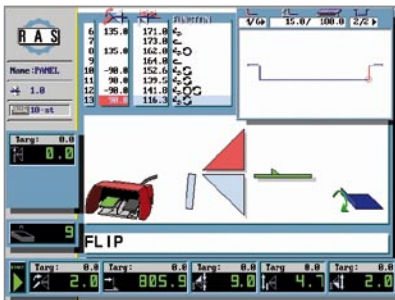 RAS
Name:PANEL
1.0
10-st
Targ: 0.0
0.0
9
6 135.0 171.0
7 173.0
8 135.0 162.0
9 164.0
10 -90.0 152.6
11 90.0 139.5
12 -90.0 141.8
13 90.0 116.3
1/6 15.0/ 100.0 2/2
FLIP
START
Targ: 0.0 Targ: 0.0 Targ: 0.0 Targ: 0.0 Targ: 0.0
2.0 805.9 9.0 4.7 2.0